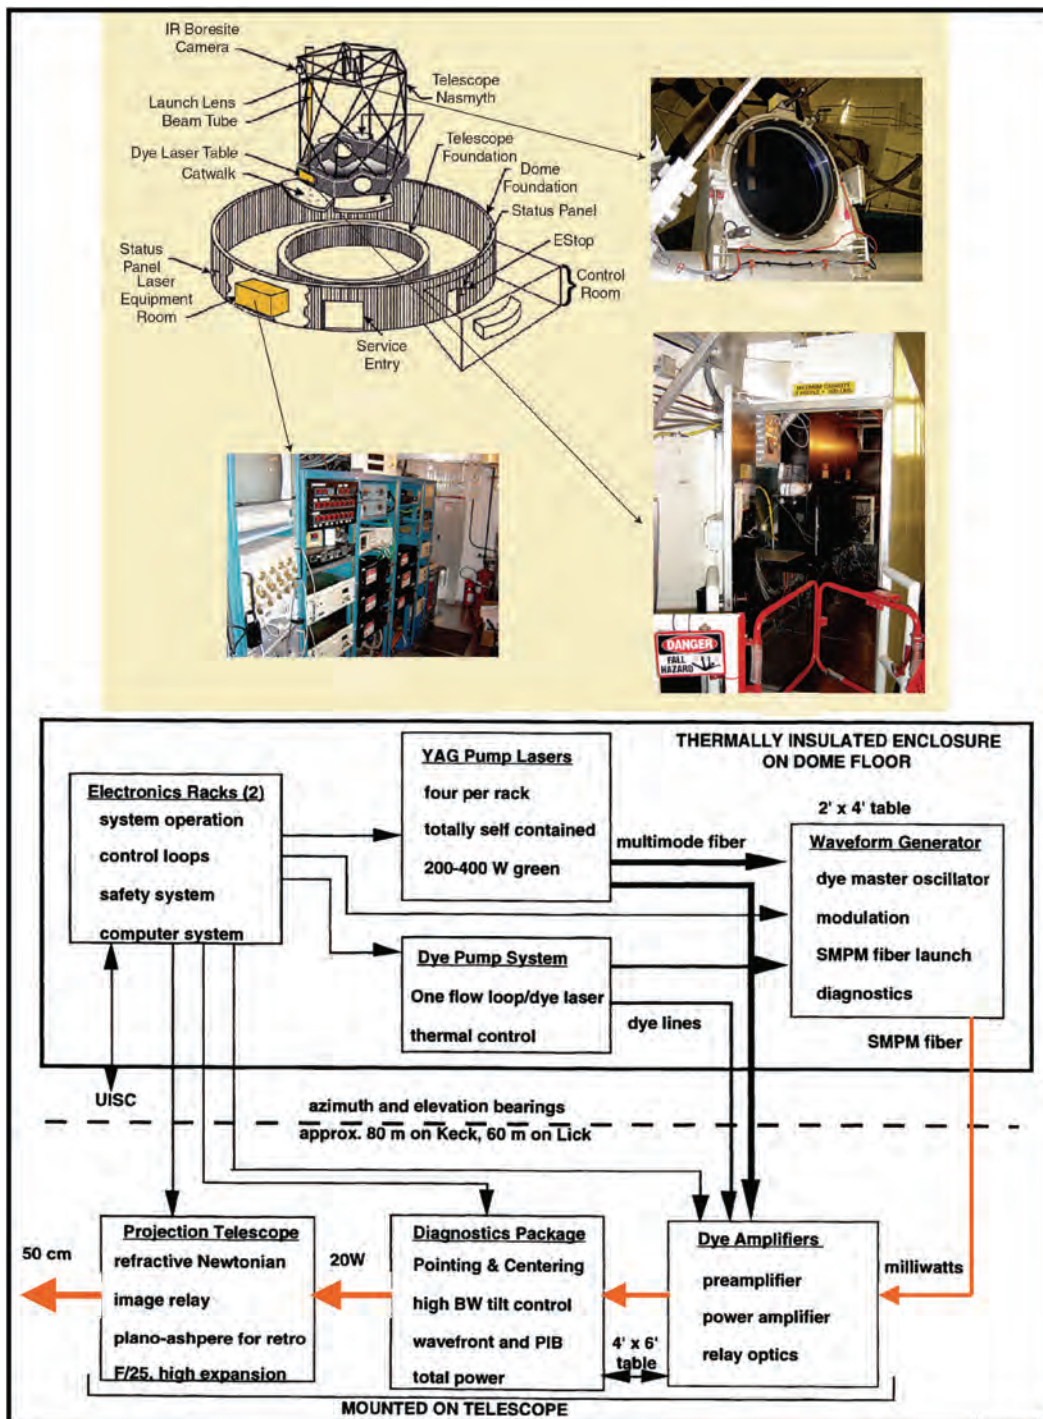 IR Boresite
Camera
Launch Lens
Beam Tube
Dye Laser Table
Catwalk
Status
Panel
Laser
Equipment
Room
Telescope
Nasmyth
Telescope
Foundation
Dome
Foundation
Status Panel
EStop
Control
Room
Service
Entry
DANGER
FALL
HAZARD
THERMALLY INSULATED ENCLOSURE
ON DOME FLOOR
Electronics Racks (2)
system operation
control loops
safety system
computer system
YAG Pump Lasers
four per rack
totally self contained
200-400 W green
multimode fiber
2' x 4' table
Waveform Generator
dye master oscillator
modulation
SMPM fiber launch
diagnostics
Dye Pump System
One flow loop/dye laser
thermal control
dye lines
SMPM fiber
UISC
azimuth and elevation bearings
approx. 80 m on Keck, 60 m on Lick
50 cm
Projection Telescope
refractive Newtonian
image relay
plano-ashpere for retro
F/25, high expansion
20W
Diagnostics Package
Pointing & Centering
high BW tilt control
wavefront and PIB
total power
4' x 6'
table
Dye Amplifiers
preamplifier
power amplifier
relay optics
milliwatts
MOUNTED ON TELESCOPE